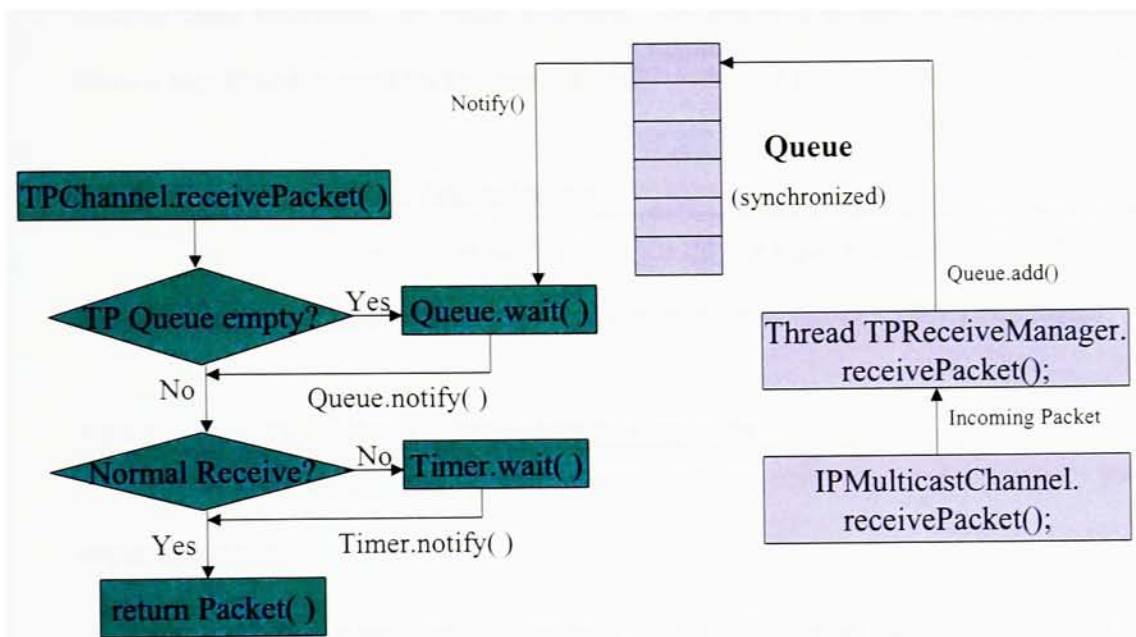 Notify()
Queue
(synchronized)
TPChannel.receivePacket( )
Queue.add()
TP Queue empty?
Yes
Queue.wait( )
Thread TPReceiveManager.
receivePacket();
No
Queue.notify( )
Incoming Packet
Normal Receive?
No
Timer.wait( )
IPMulticastChannel.
receivePacket();
Yes
Timer.notify( )
return Packet( )